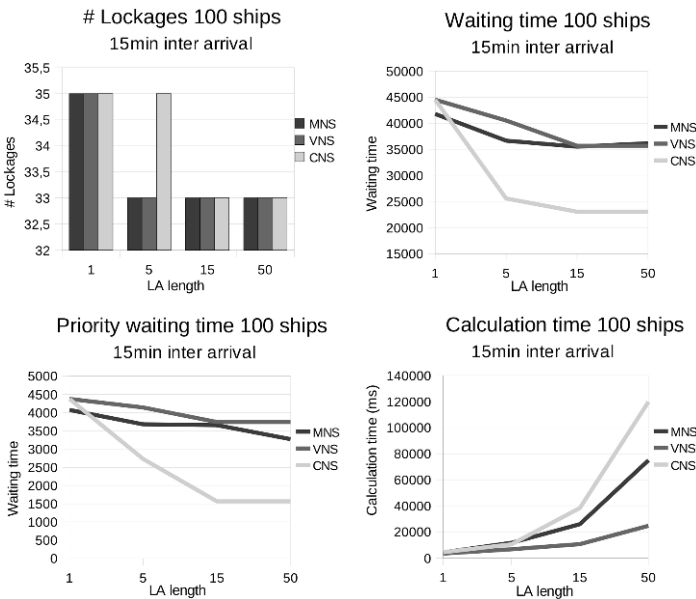 # Lockages 100 ships
15min inter arrival
35,5
35
34,5
34
33,5
33
32,5
32
# Lockages
1 5 15 50
LA length
MNS
VNS
CNS
Waiting time 100 ships
15min inter arrival
50000
45000
40000
35000
30000
25000
20000
15000
Waiting time
1 5 15 50
LA length
MNS
VNS
CNS
Priority waiting time 100 ships
15min inter arrival
5000
4500
4000
3500
3000
2500
2000
1500
1000
500
0
Waiting time
1 5 15 50
LA length
MNS
VNS
CNS
Calculation time 100 ships
15min inter arrival
140000
120000
100000
80000
60000
40000
20000
0
Calculation time (ms)
1 5 15 50
LA length
MNS
VNS
CNS